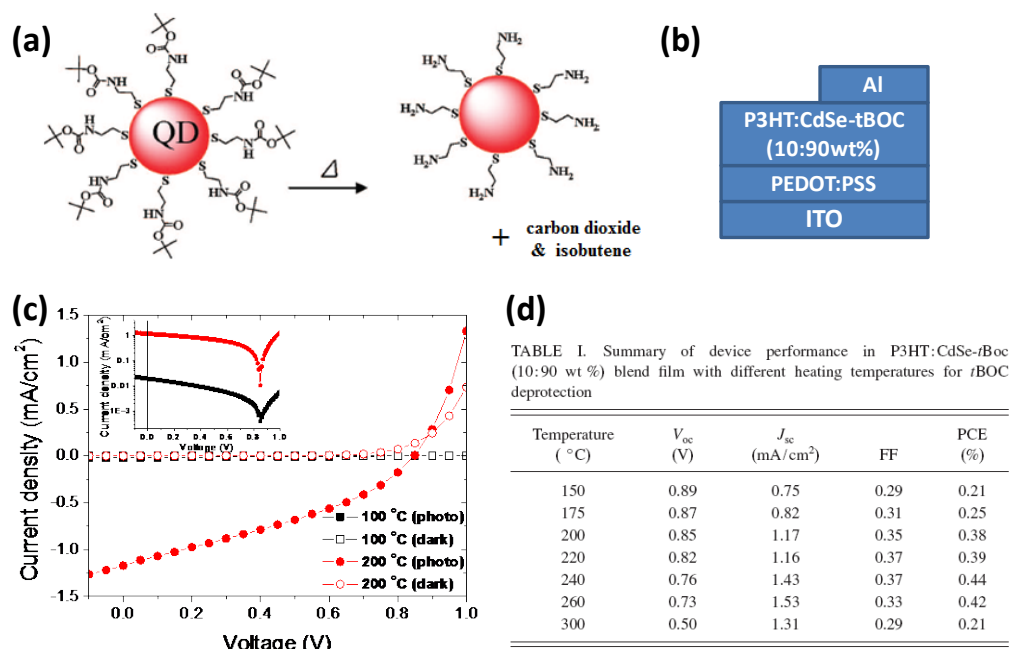 (a)
QD
O
O
NH
S
Δ
NH₂
H₂N
S
+ carbon dioxide
& isobutene
(b)
Al
P3HT:CdSe-tBOC
(10:90wt%)
PEDOT:PSS
ITO
(c)
Current density (mA/cm²)
1.5
1.0
0.5
0.0
-0.5
-1.0
-1.5
0.0 0.2 0.4 0.6 0.8 1.0
Voltage (V)
Current density (mA/cm²)
1
0.1
0.01
1E-3
0.0 0.2 0.4 0.6 0.8 1.0
Voltage (V)
100 °C (photo)
100 °C (dark)
200 °C (photo)
200 °C (dark)
(d)
TABLE I. Summary of device performance in P3HT:CdSe-tBoc
(10:90 wt %) blend film with different heating temperatures for tBOC
deprotection
Temperature Voc Jsc PCE
(°C) (V) (mA/cm²) FF (%)
150 0.89 0.75 0.29 0.21
175 0.87 0.82 0.31 0.25
200 0.85 1.17 0.35 0.38
220 0.82 1.16 0.37 0.39
240 0.76 1.43 0.37 0.44
260 0.73 1.53 0.33 0.42
300 0.50 1.31 0.29 0.21